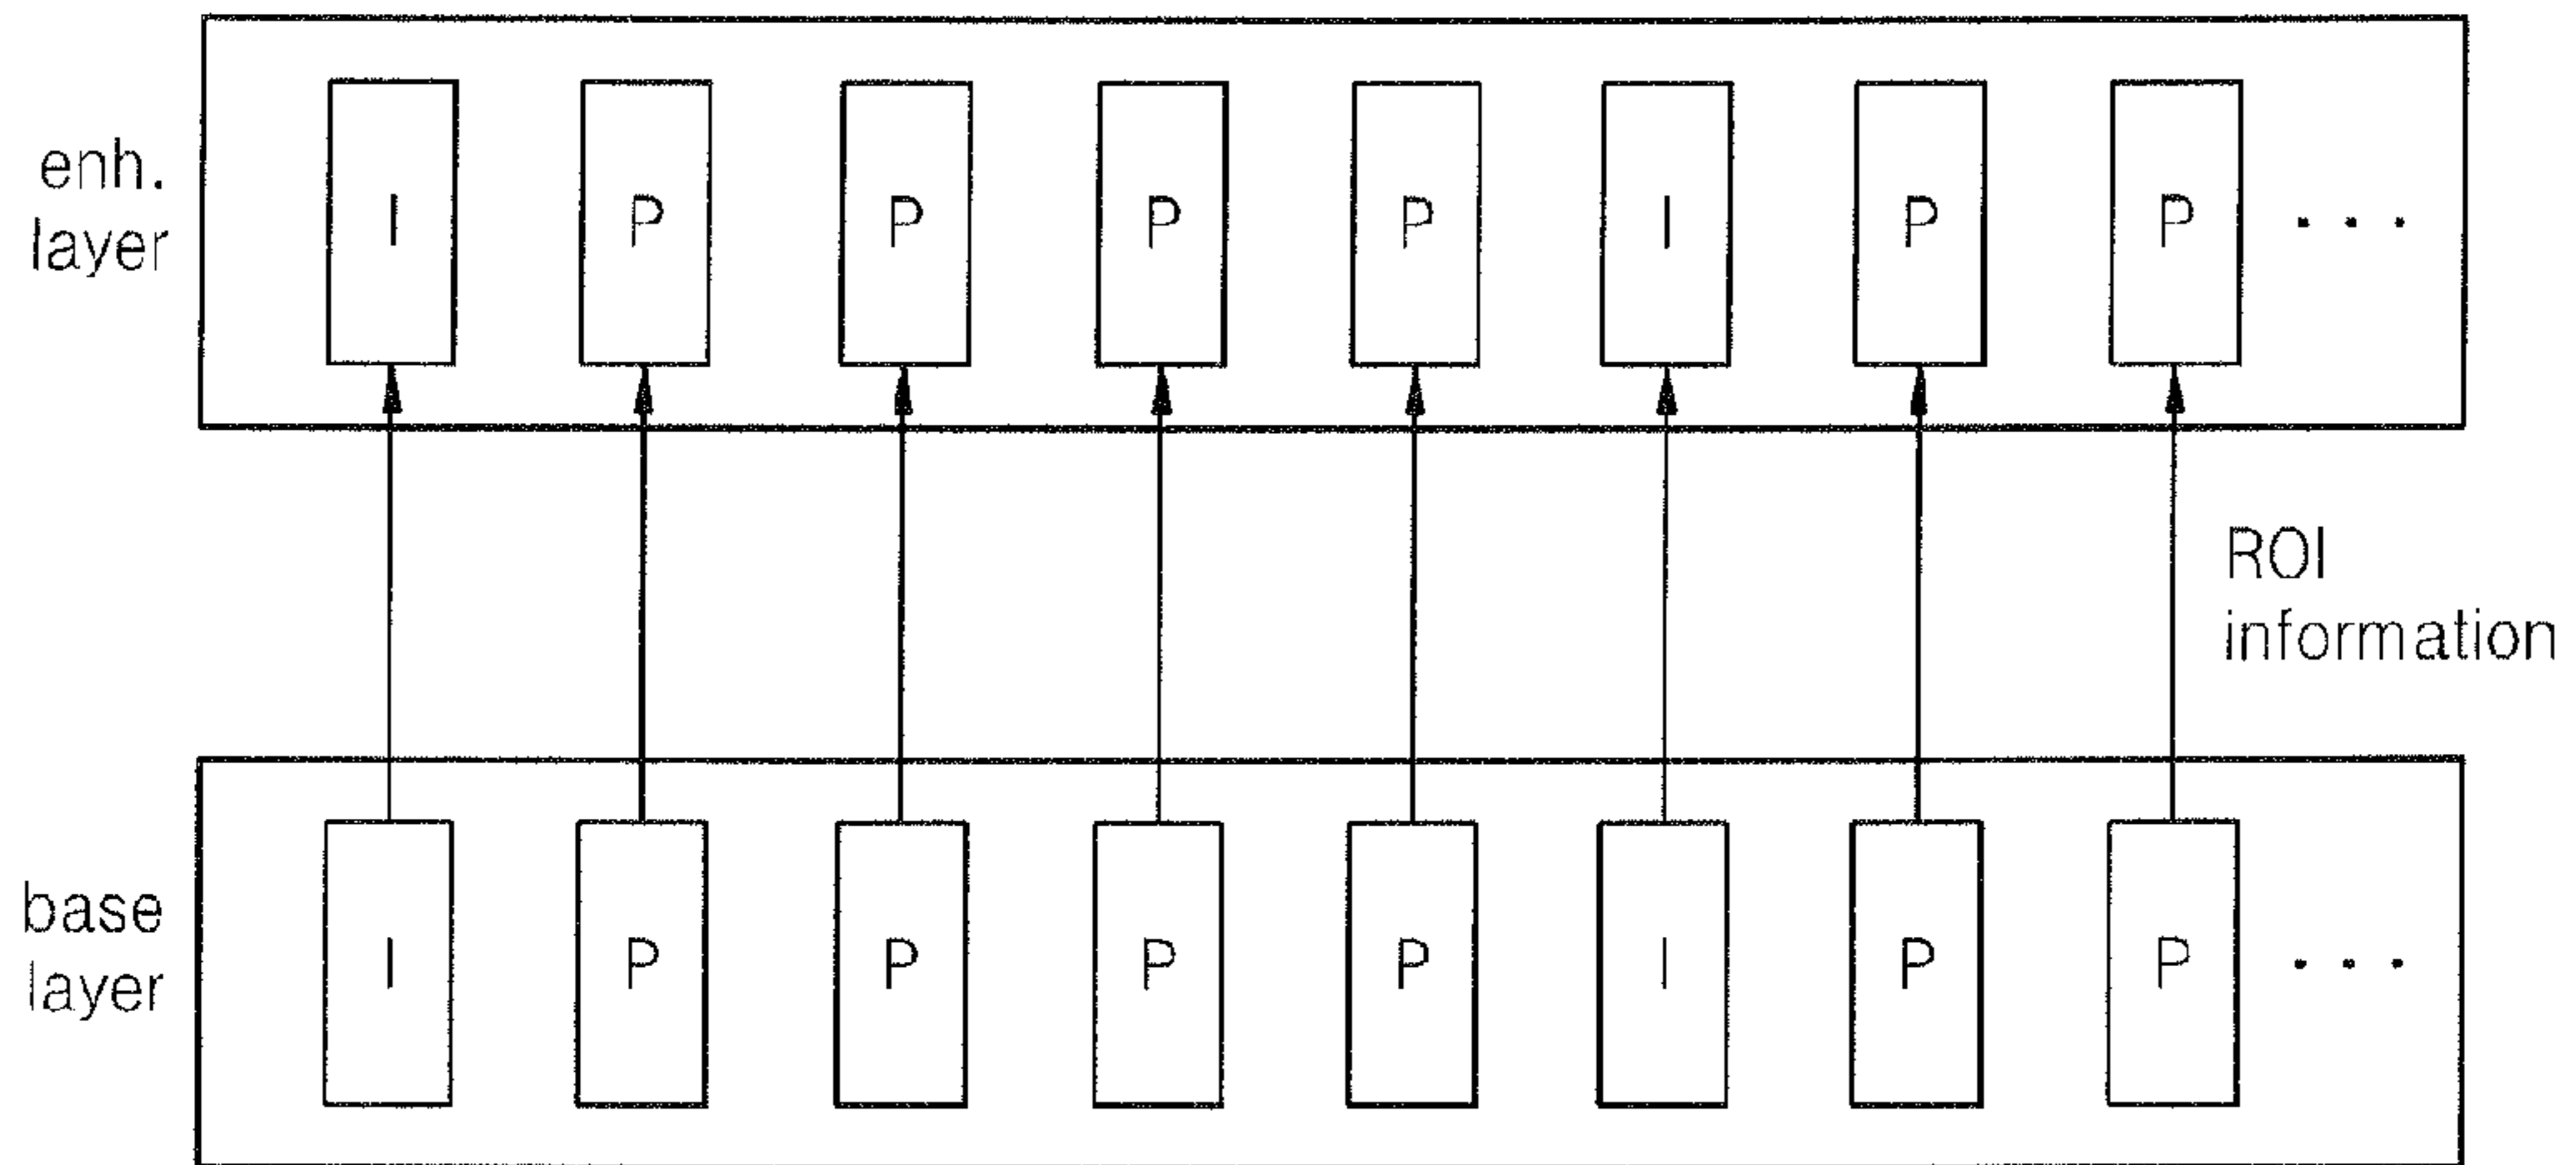 enh.
layer
I P P P P I P P . . .
ROI
information
base
layer
I P P P P I P P . . .